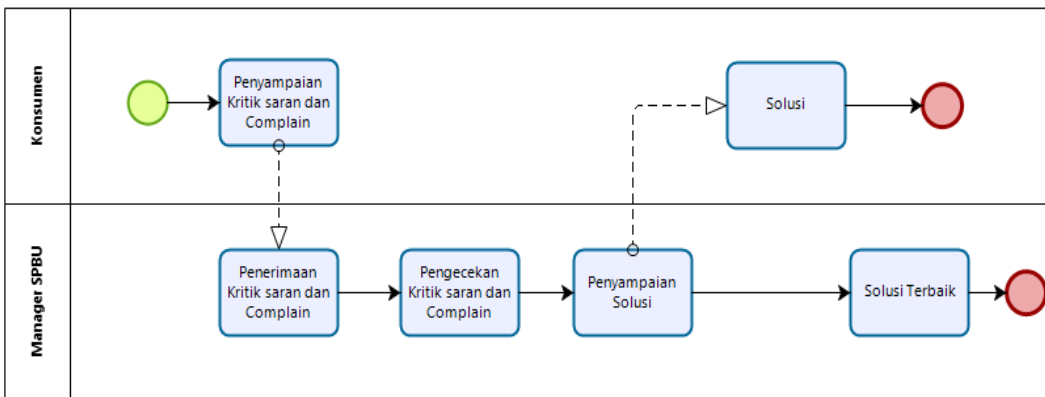 Konsumen
Penyampaian
Kritik saran dan
Complain
Solusi
Manager SPBU
Penerimaan
Kritik saran dan
Complain
Pengecekan
Kritik saran dan
Complain
Penyampaian
Solusi
Solusi Terbaik